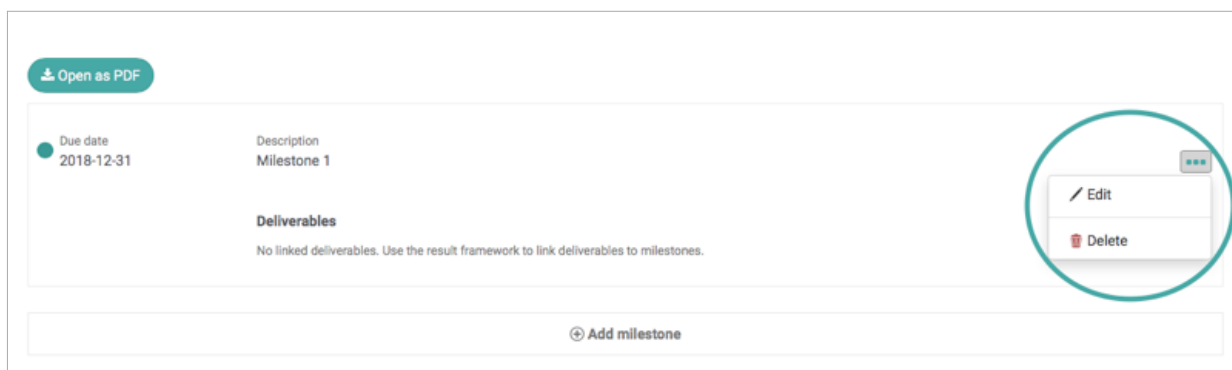 Open as PDF
Due date
2018-12-31
Description
Milestone 1
Edit
Deliverables
Delete
No linked deliverables. Use the result framework to link deliverables to milestones.
Add milestone